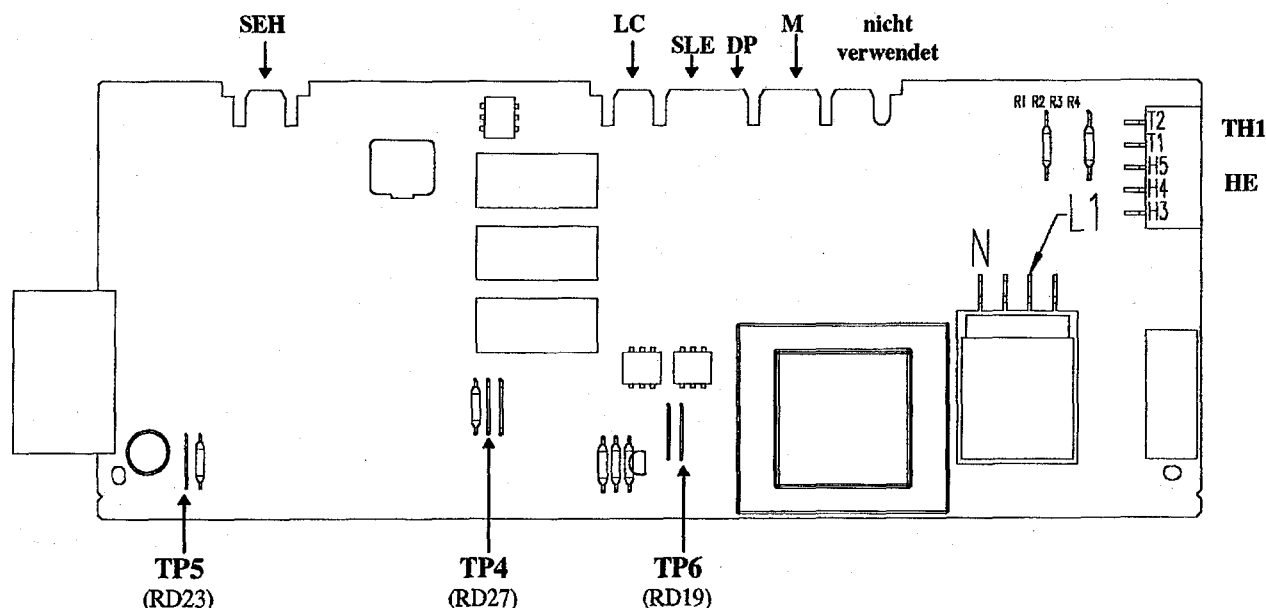 SEH
LC
SLE
DP
M
nicht
verwendet
R1 R2 R3 R4
T2
T1
H5
H4
H3
TH1
HE
L1
N
TP5
(RD23)
TP4
(RD27)
TP6
(RD19)